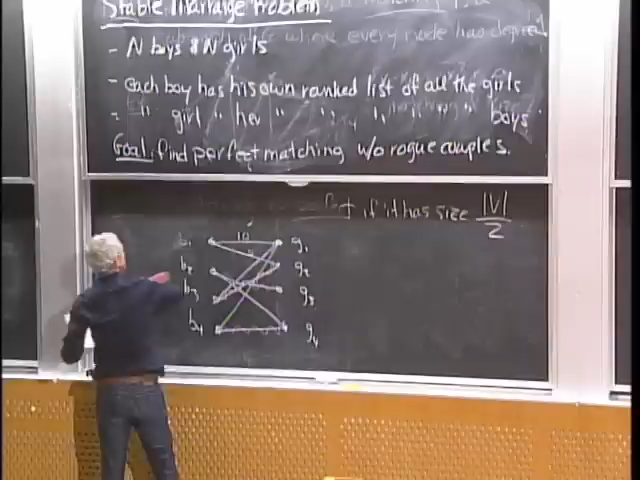 Stable Marriage Problem
- N boys & N girls
- each boy has his own ranked list of all the girls
- " girl " her " " " " " boys
Goal: find perfect matching w/o rogue couples.
if it has size |V|/2
10
b1 g1
b2 g2
b3 g3
b4 g4